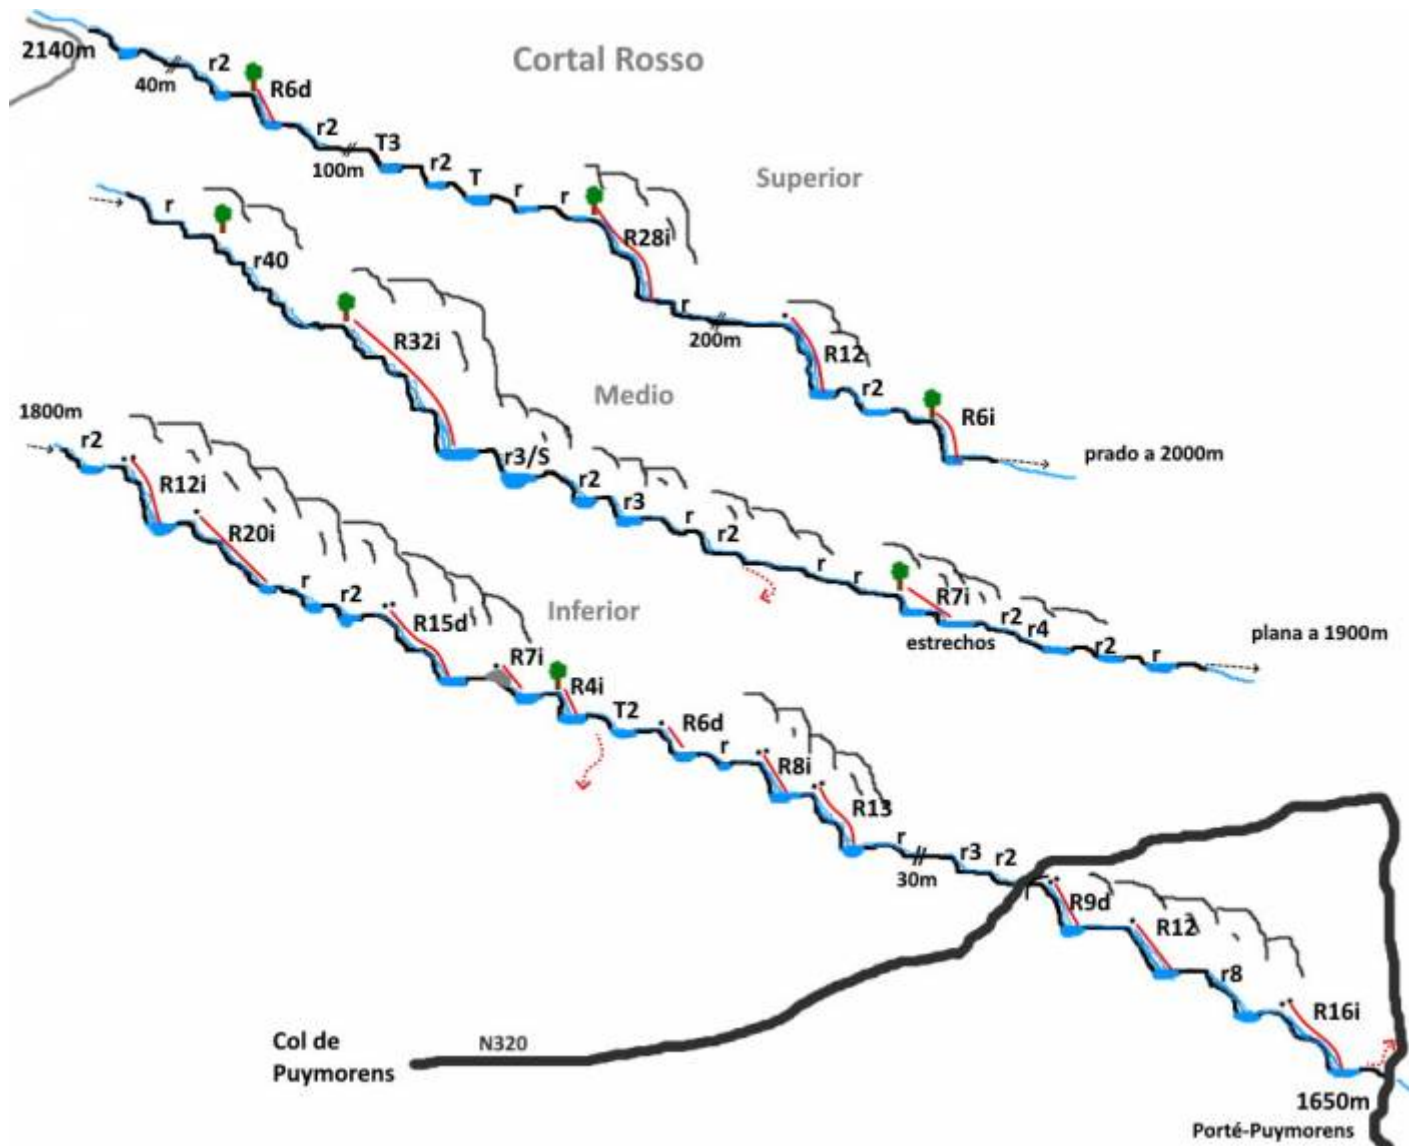 Cortal Rosso
2140m
40m
r2
R6d
r2
100m
T3
r2
T
r
r
R28i
Superior
r
200m
R12
r2
R6i
prado a 2000m
r
r40
R32i
Medio
r3/S
r2
r3
r
r2
r
r
R7i
estrechos
r2
r4
r2
r
plana a 1900m
1800m
r2
R12i
R20i
r
r2
Inferior
R15d
R7i
R4i
T2
R6d
r
R8i
R13
r
30m
r3
r2
R9d
R12
r8
R16i
Col de
Puymorens
N320
1650m
Porté-Puymorens